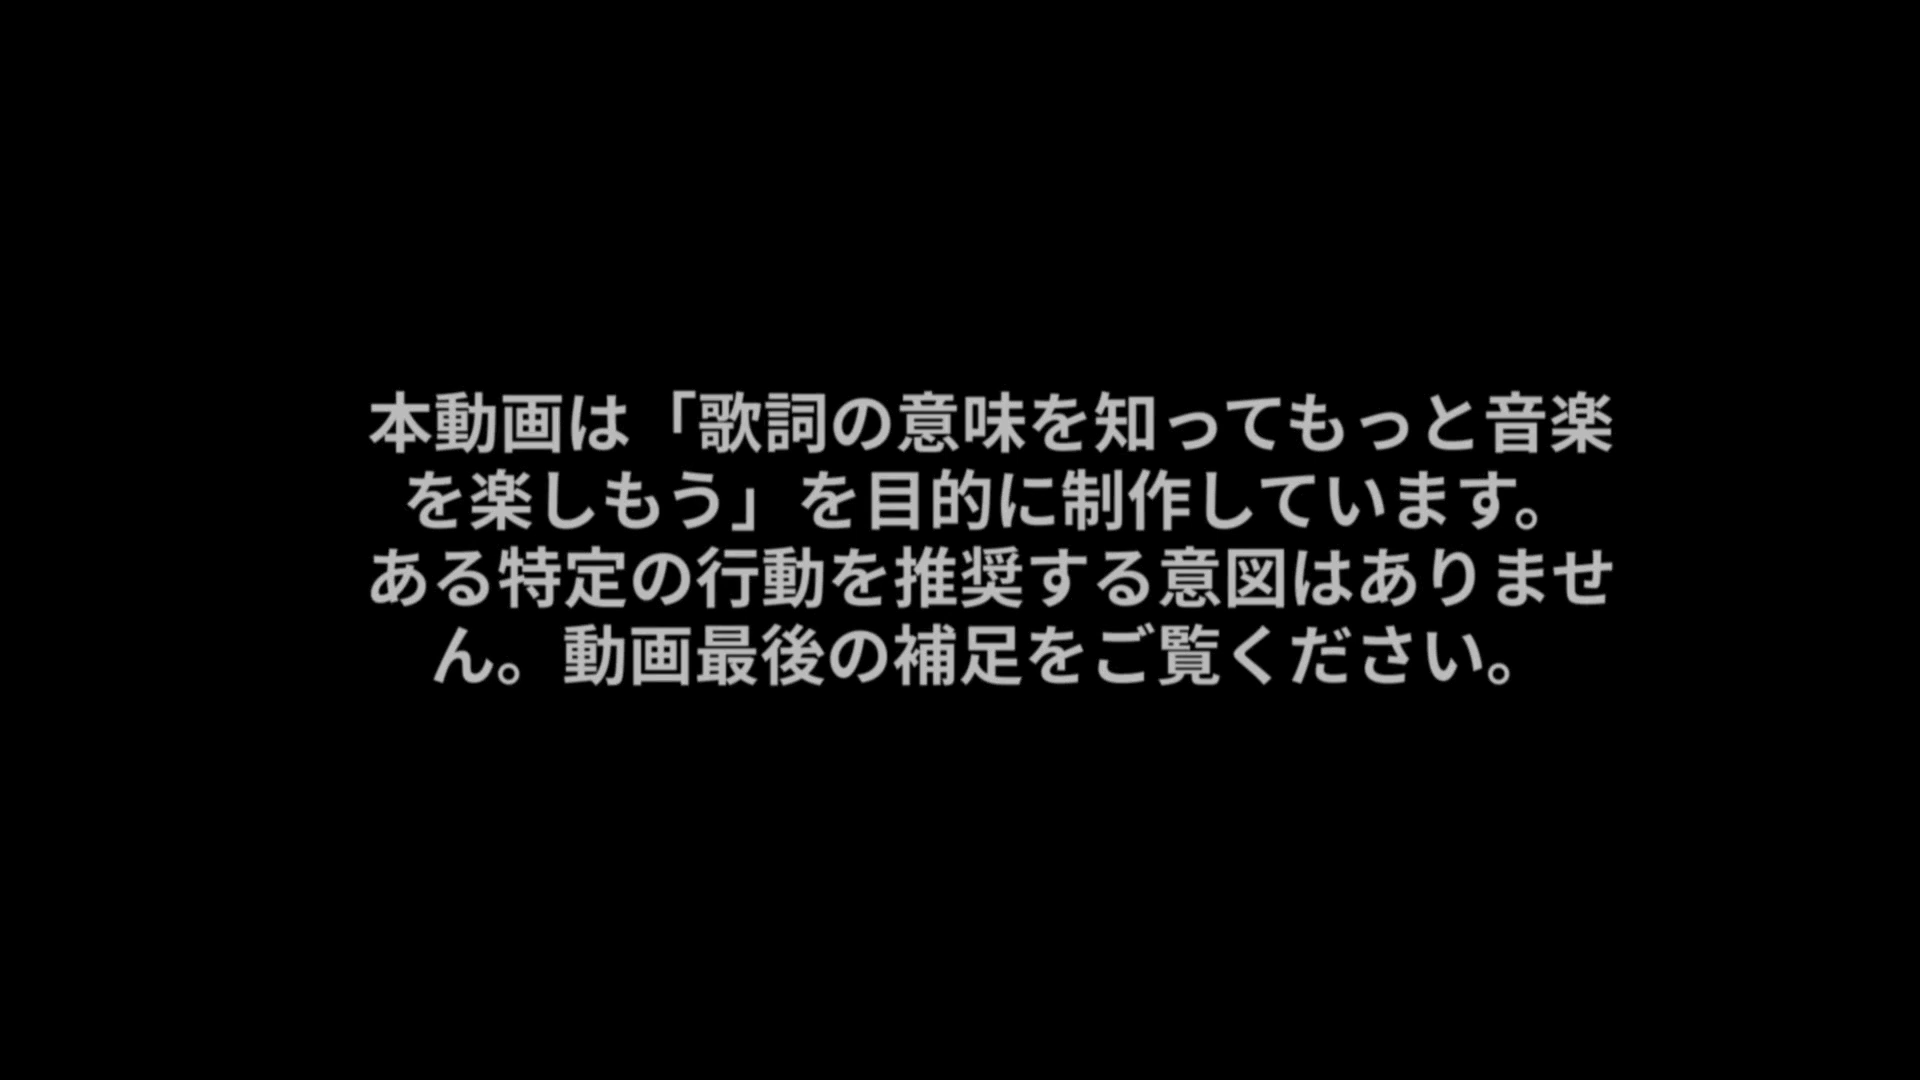 本動画は「歌詞の意味を知ってもっと音楽
を楽しもう」を目的に制作しています。
ある特定の行動を推奨する意図はありませ
ん。動画最後の補足をご覧ください。